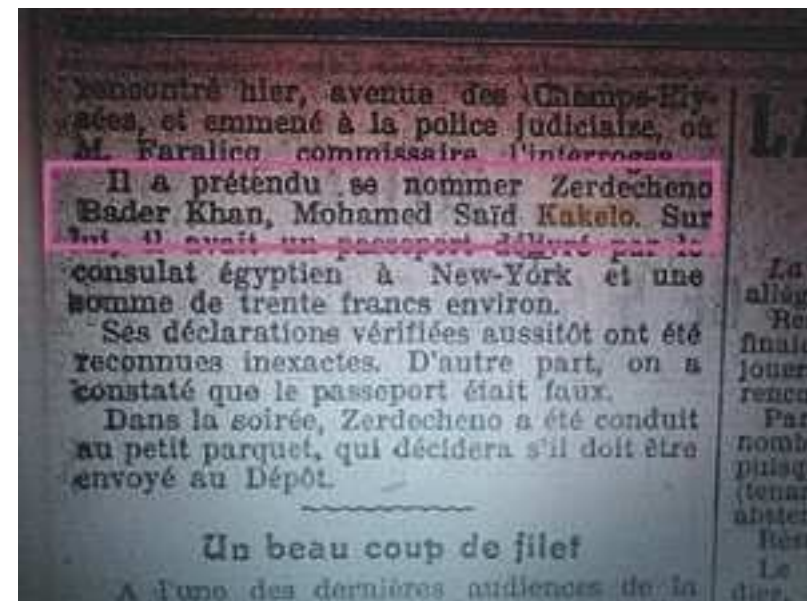 rencontré hier, avenue des Champs-Ely-
sées, et emmené à la police judiciaire, où
M. Faralicq commissaire l'interrogea.
Il a prétendu se nommer Zerdecheno
Bader Khan, Mohamed Saïd Kakelo. Sur
lui, il avait un passeport délivré par le
consulat égyptien à New-York et une
somme de trente francs environ.
Ses déclarations vérifiées aussitôt ont été
reconnues inexactes. D'autre part, on a
constaté que le passeport était faux.
Dans la soirée, Zerdecheno a été conduit
au petit parquet, qui décidera s'il doit être
envoyé au Dépôt.
Un beau coup de filet
A l'une des dernières audiences de la